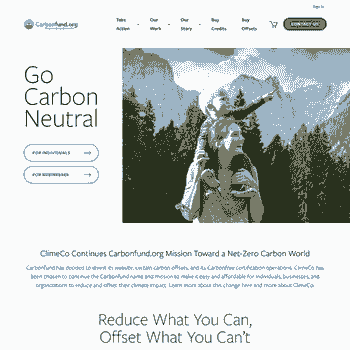 Sign In
Carbonfund.org
Take Action
Our Work
Our Story
Buy Credits
Buy Offsets
CONTACT US
Go
Carbon
Neutral
FOR INDIVIDUALS
FOR BUSINESSES
ClimeCo Continues Carbonfund.org Mission Toward a Net-Zero Carbon World
Carbonfund has decided to sunset its website, certain carbon offsets, and its Carbonfree certification operations. ClimeCo has
been chosen to continue the Carbonfund name and mission to make it easy and affordable for individuals, businesses, and
organizations to reduce and offset their climate impact. Learn more about this change here and more about ClimeCo.
Reduce What You Can,
Offset What You Can't